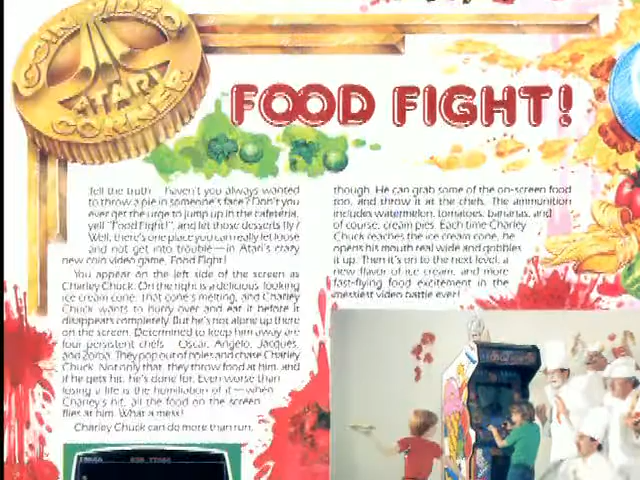 COIN VIDEO
ATARI
CORNER
FOOD FIGHT!
Tell the truth — haven't you always wanted
to throw a pie in someone's face? Don't you
ever get the urge to jump up in the cafeteria,
yell "Food Fight!", and let those desserts fly?
Well, there's one place you can really let loose
and not get into trouble — in Atari's crazy
new coin video game, Food Fight!
You appear on the left side of the screen as
Charley Chuck. On the right is a delicious-looking
ice cream cone. That cone's melting, and Charley
Chuck wants to hurry over and eat it before it
disappears completely. But he's not alone up there
on the screen. Determined to keep him away are
four persistent chefs — Oscar, Angelo, Jacques,
and Zorba. They pop out of holes and chase Charley
Chuck. Not only that, they throw food at him, and
if he gets hit, he's done for. Even worse than
losing a life is the humiliation of it — when
Charley's hit, all the food on the screen
flies at him. What a mess!
Charley Chuck can do more than run,
though. He can grab some of the on-screen food
too, and throw it at the chefs. The ammunition
includes watermelon, tomatoes, bananas, and
of course, cream pies. Each time Charley
Chuck reaches the ice cream cone, he
opens his mouth real wide and gobbles
it up. Then it's on to the next level, a
new flavor of ice cream, and more
fast-flying food excitement in the
messiest video battle ever!